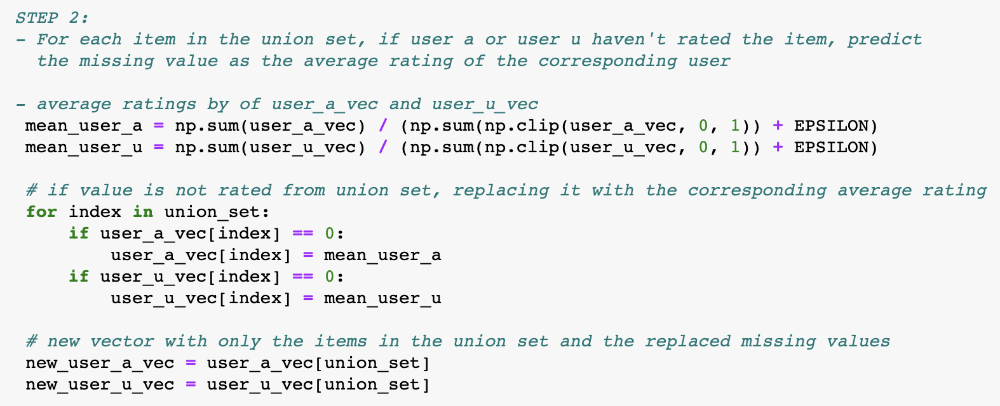 STEP 2:
- For each item in the union set, if user a or user u haven't rated the item, predict
  the missing value as the average rating of the corresponding user

- average ratings by of user_a_vec and user_u_vec
 mean_user_a = np.sum(user_a_vec) / (np.sum(np.clip(user_a_vec, 0, 1)) + EPSILON)
 mean_user_u = np.sum(user_u_vec) / (np.sum(np.clip(user_u_vec, 0, 1)) + EPSILON)

 # if value is not rated from union set, replacing it with the corresponding average rating
 for index in union_set:
     if user_a_vec[index] == 0:
         user_a_vec[index] = mean_user_a
     if user_u_vec[index] == 0:
         user_u_vec[index] = mean_user_u

 # new vector with only the items in the union set and the replaced missing values
 new_user_a_vec = user_a_vec[union_set]
 new_user_u_vec = user_u_vec[union_set]